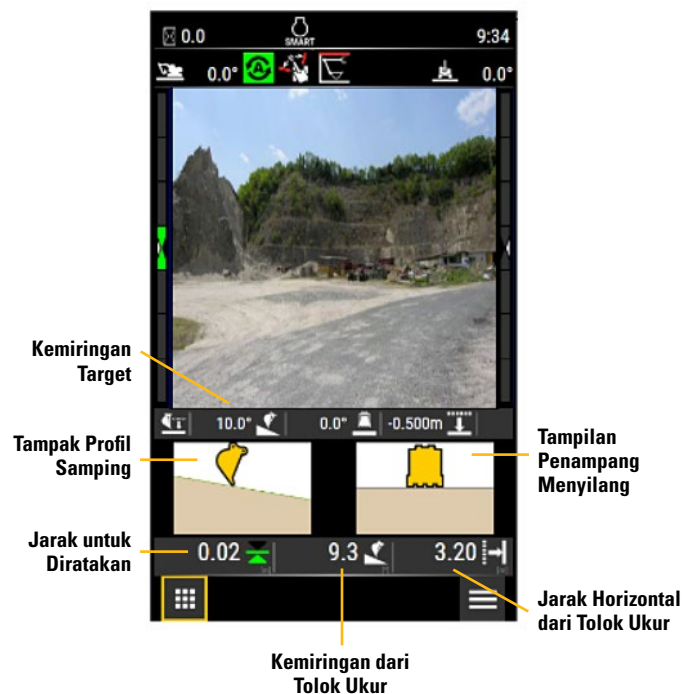 0.0
SMART
9:34
0.0°
A
0.0°
Kemiringan
Target
10.0°
0.0°
-0.500m
Tampak Profil
Samping
Tampilan
Penampang
Menyilang
Jarak untuk
Diratakan
0.02
9.3
3.20
Jarak Horizontal
dari Tolok Ukur
Kemiringan dari
Tolok Ukur